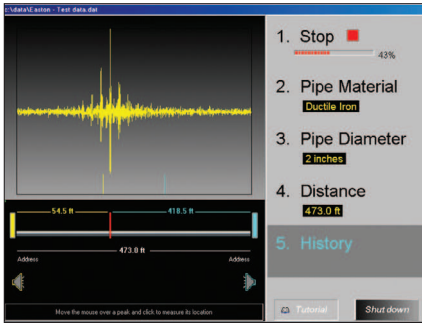 c:\data\Easton - Test data.dat
1. Stop
43%
2. Pipe Material
Ductile Iron
3. Pipe Diameter
2 inches
4. Distance
473.0 ft
5. History
54.5 ft
418.5 ft
473.0 ft
Address
Address
Move the mouse over a peak and click to measure its location
Tutorial
Shut down